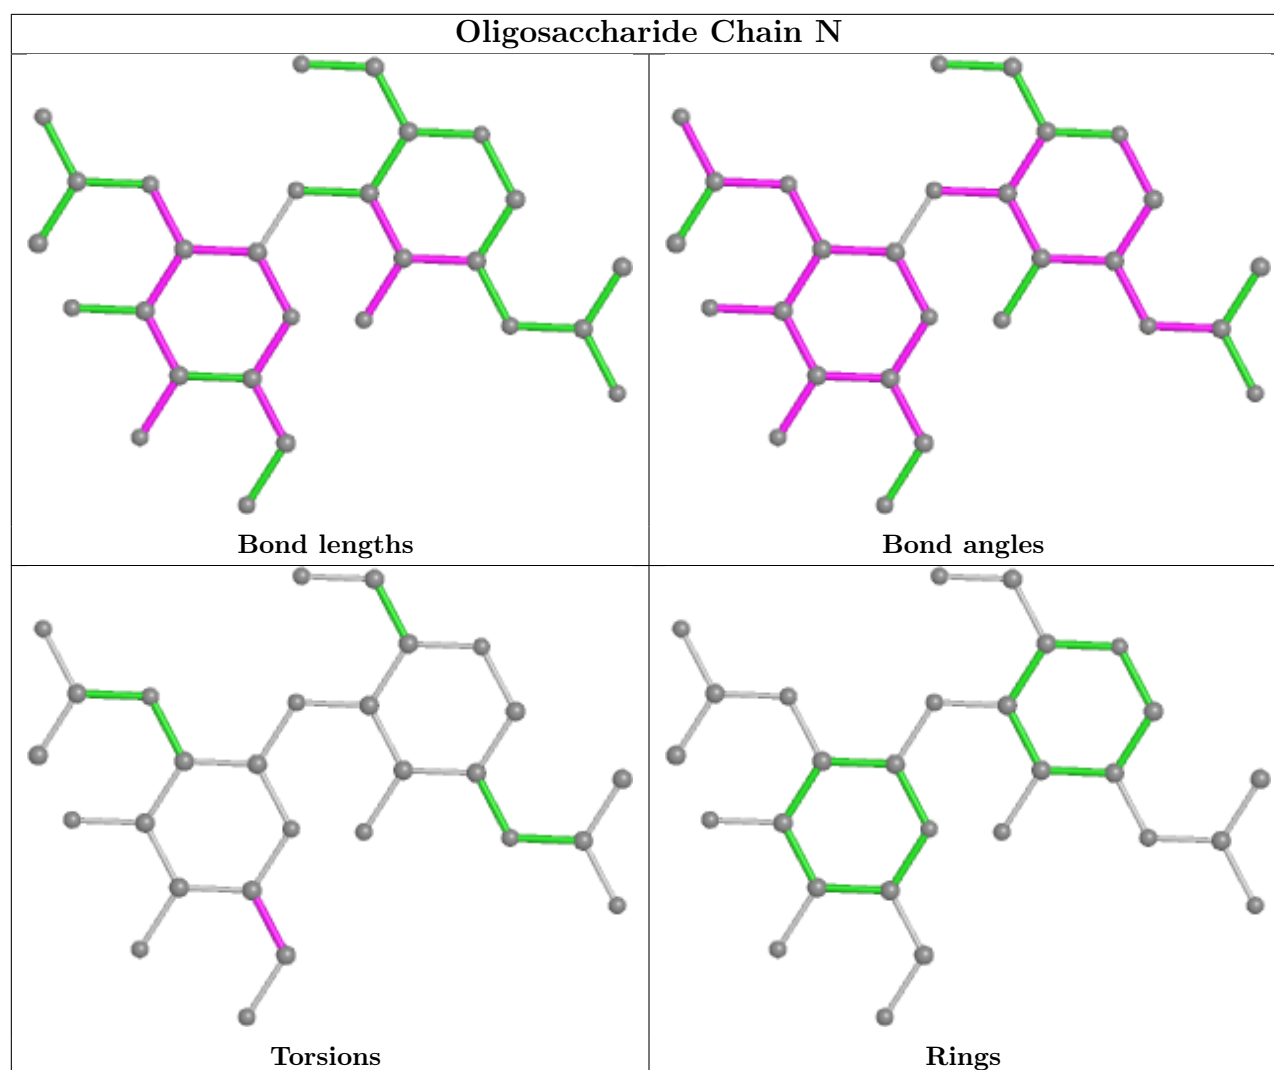 Oligosaccharide Chain N
Bond lengths
Bond angles
Torsions
Rings